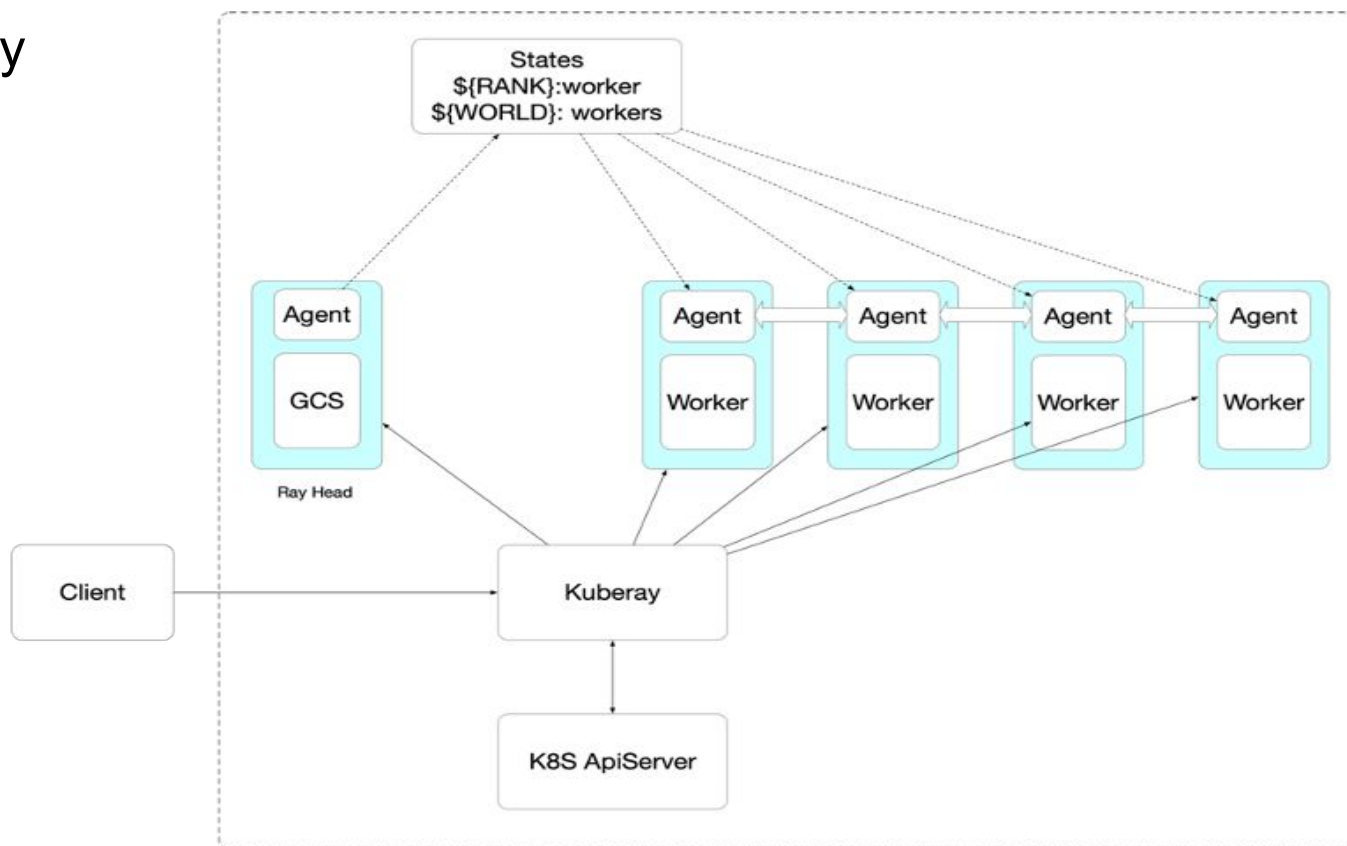 y
States
${RANK}:worker
${WORLD}: workers
Agent
Agent
Agent
Agent
Agent
GCS
Worker
Worker
Worker
Worker
Ray Head
Client
Kuberay
K8S ApiServer